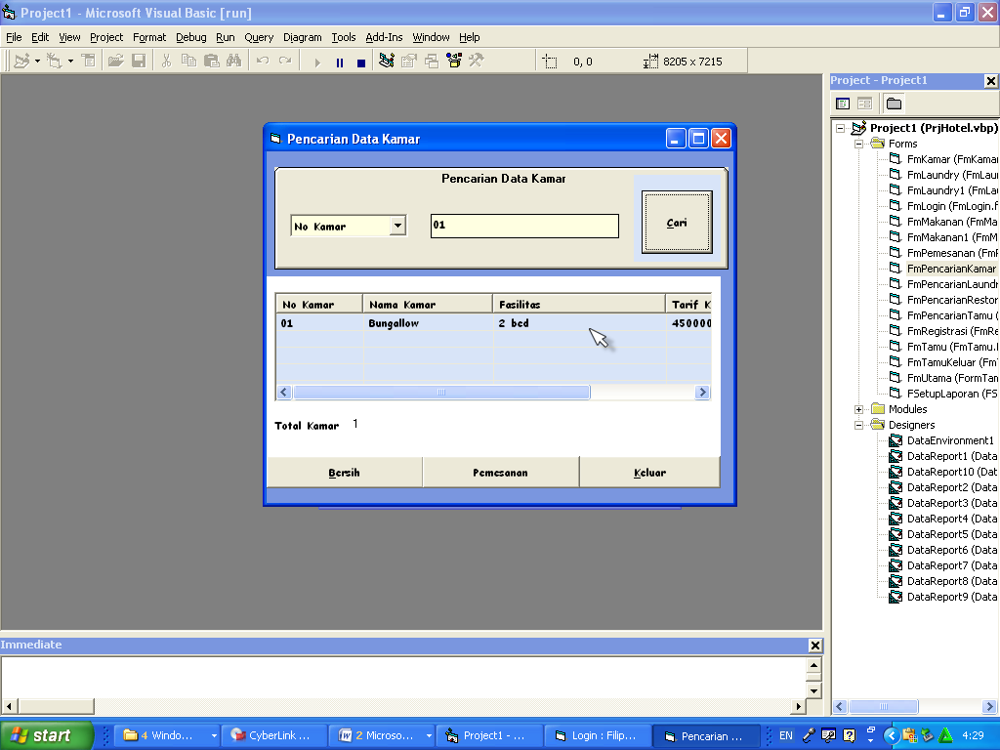 Project1 - Microsoft Visual Basic [run]
File Edit View Project Format Debug Run Query Diagram Tools Add-Ins Window Help
0, 0
8205 x 7215
Project - Project1
Project1 (PrjHotel.vbp)
Forms
FmKamar (FmKamar
FmLaundry (FmLaun
FmLaundry1 (FmLau
FmLogin (FmLogin.f
FmMakanan (FmMa
FmMakanan1 (FmM
FmPemesanan (FmP
FmPencarianKamar
FmPencarianLaundr
FmPencarianRestor
FmPencarianTamu (
FmRegistrasi (FmRe
FmTamu (FmTamu.
FmTamuKeluar (Fm
FmUtama (FormTam
FSetupLaporan (FS
Modules
Designers
DataEnvironment1
DataReport1 (Data
DataReport10 (Dat
DataReport2 (Data
DataReport3 (Data
DataReport4 (Data
DataReport5 (Data
DataReport6 (Data
DataReport7 (Data
DataReport8 (Data
DataReport9 (Data
Pencarian Data Kamar
Pencarian Data Kamar
No Kamar
01
Cari
No Kamar Nama Kamar Fasilitas Tarif K
01 Bungallow 2 bed 450000
Total Kamar 1
Bersih Pemesanan Keluar
Immediate
start
4 Windo...
CyberLink ...
2 Microso...
Project1 - ...
Login : Filip...
Pencarian ...
EN
4:29